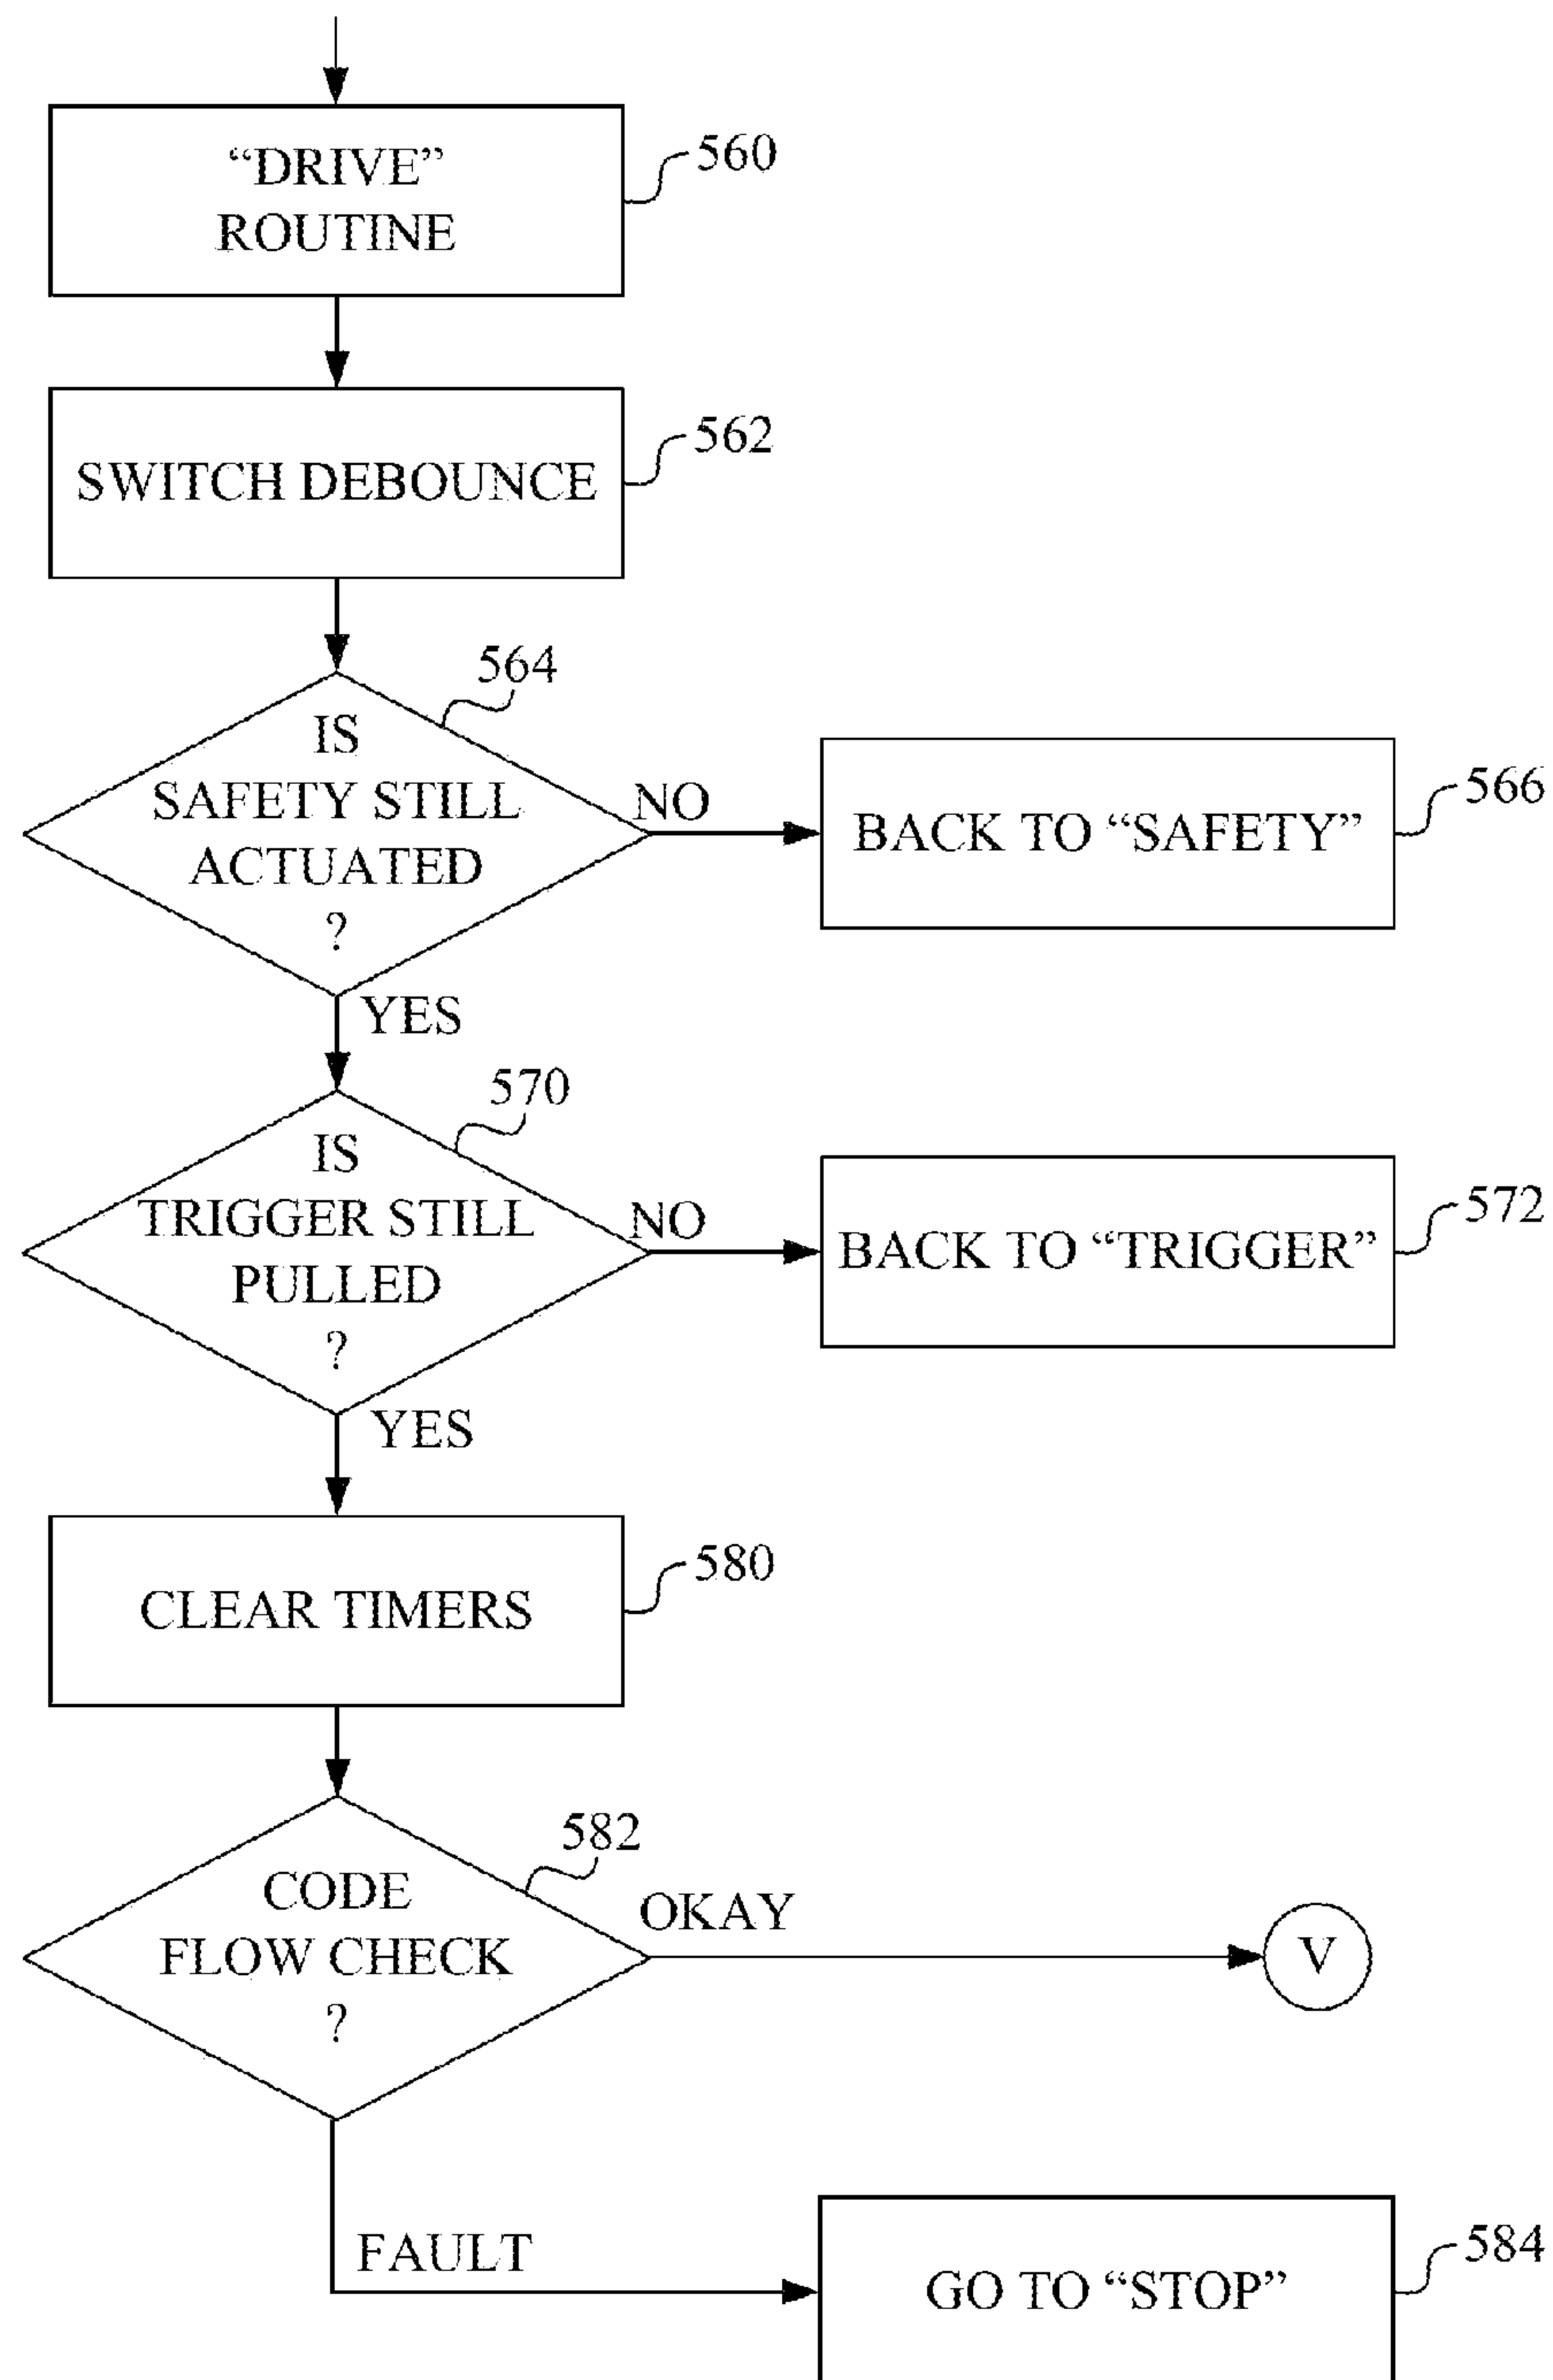 “DRIVE”
ROUTINE
560
SWITCH DEBOUNCE
562
564
IS
SAFETY STILL
ACTUATED
?
NO
BACK TO “SAFETY”
566
YES
570
IS
TRIGGER STILL
PULLED
?
NO
BACK TO “TRIGGER”
572
YES
CLEAR TIMERS
580
582
CODE
FLOW CHECK
?
OKAY
V
FAULT
GO TO “STOP”
584